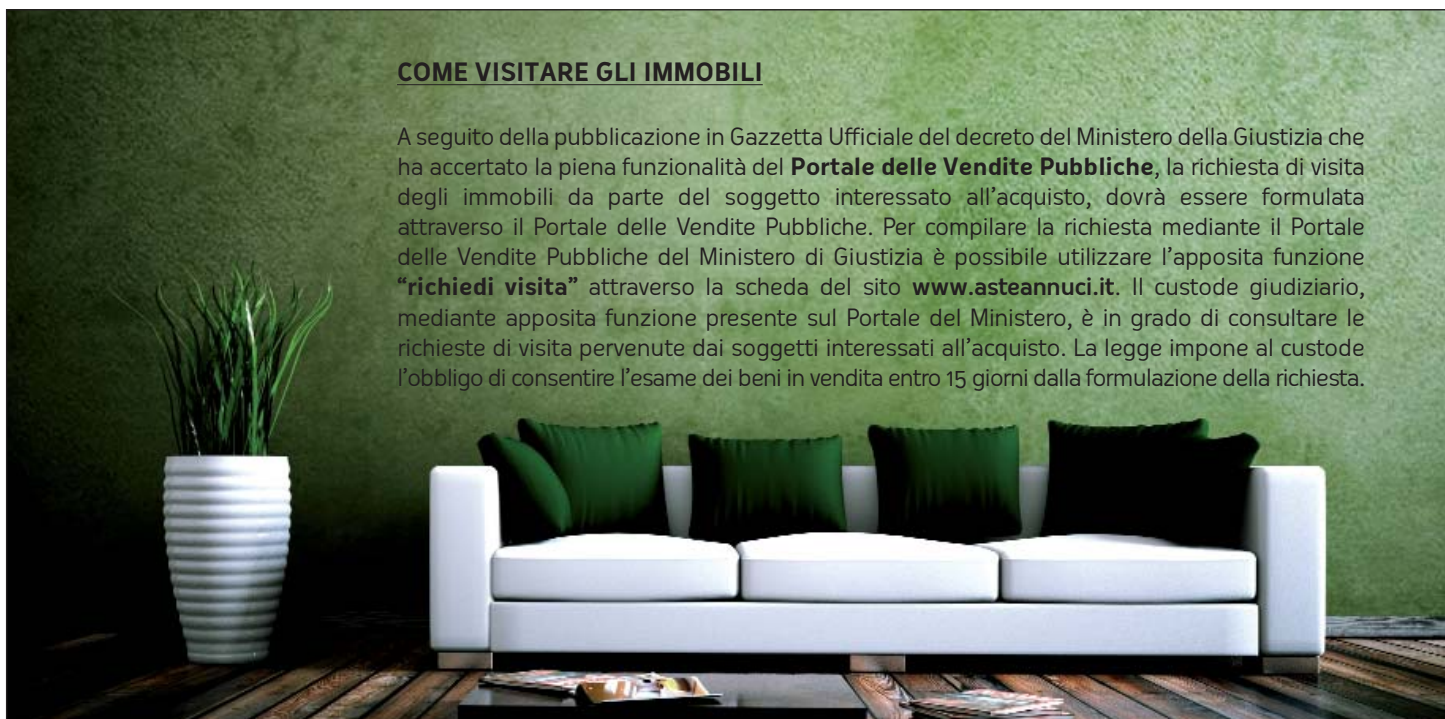 COME VISITARE GLI IMMOBILI
A seguito della pubblicazione in Gazzetta Ufficiale del decreto del Ministero della Giustizia che
ha accertato la piena funzionalità del Portale delle Vendite Pubbliche, la richiesta di visita
degli immobili da parte del soggetto interessato all'acquisto, dovrà essere formulata
attraverso il Portale delle Vendite Pubbliche. Per compilare la richiesta mediante il Portale
delle Vendite Pubbliche del Ministero di Giustizia è possibile utilizzare l'apposita funzione
“richiedi visita” attraverso la scheda del sito www.asteannuci.it. Il custode giudiziario,
mediante apposita funzione presente sul Portale del Ministero, è in grado di consultare le
richieste di visita pervenute dai soggetti interessati all'acquisto. La legge impone al custode
l'obbligo di consentire l'esame dei beni in vendita entro 15 giorni dalla formulazione della richiesta.